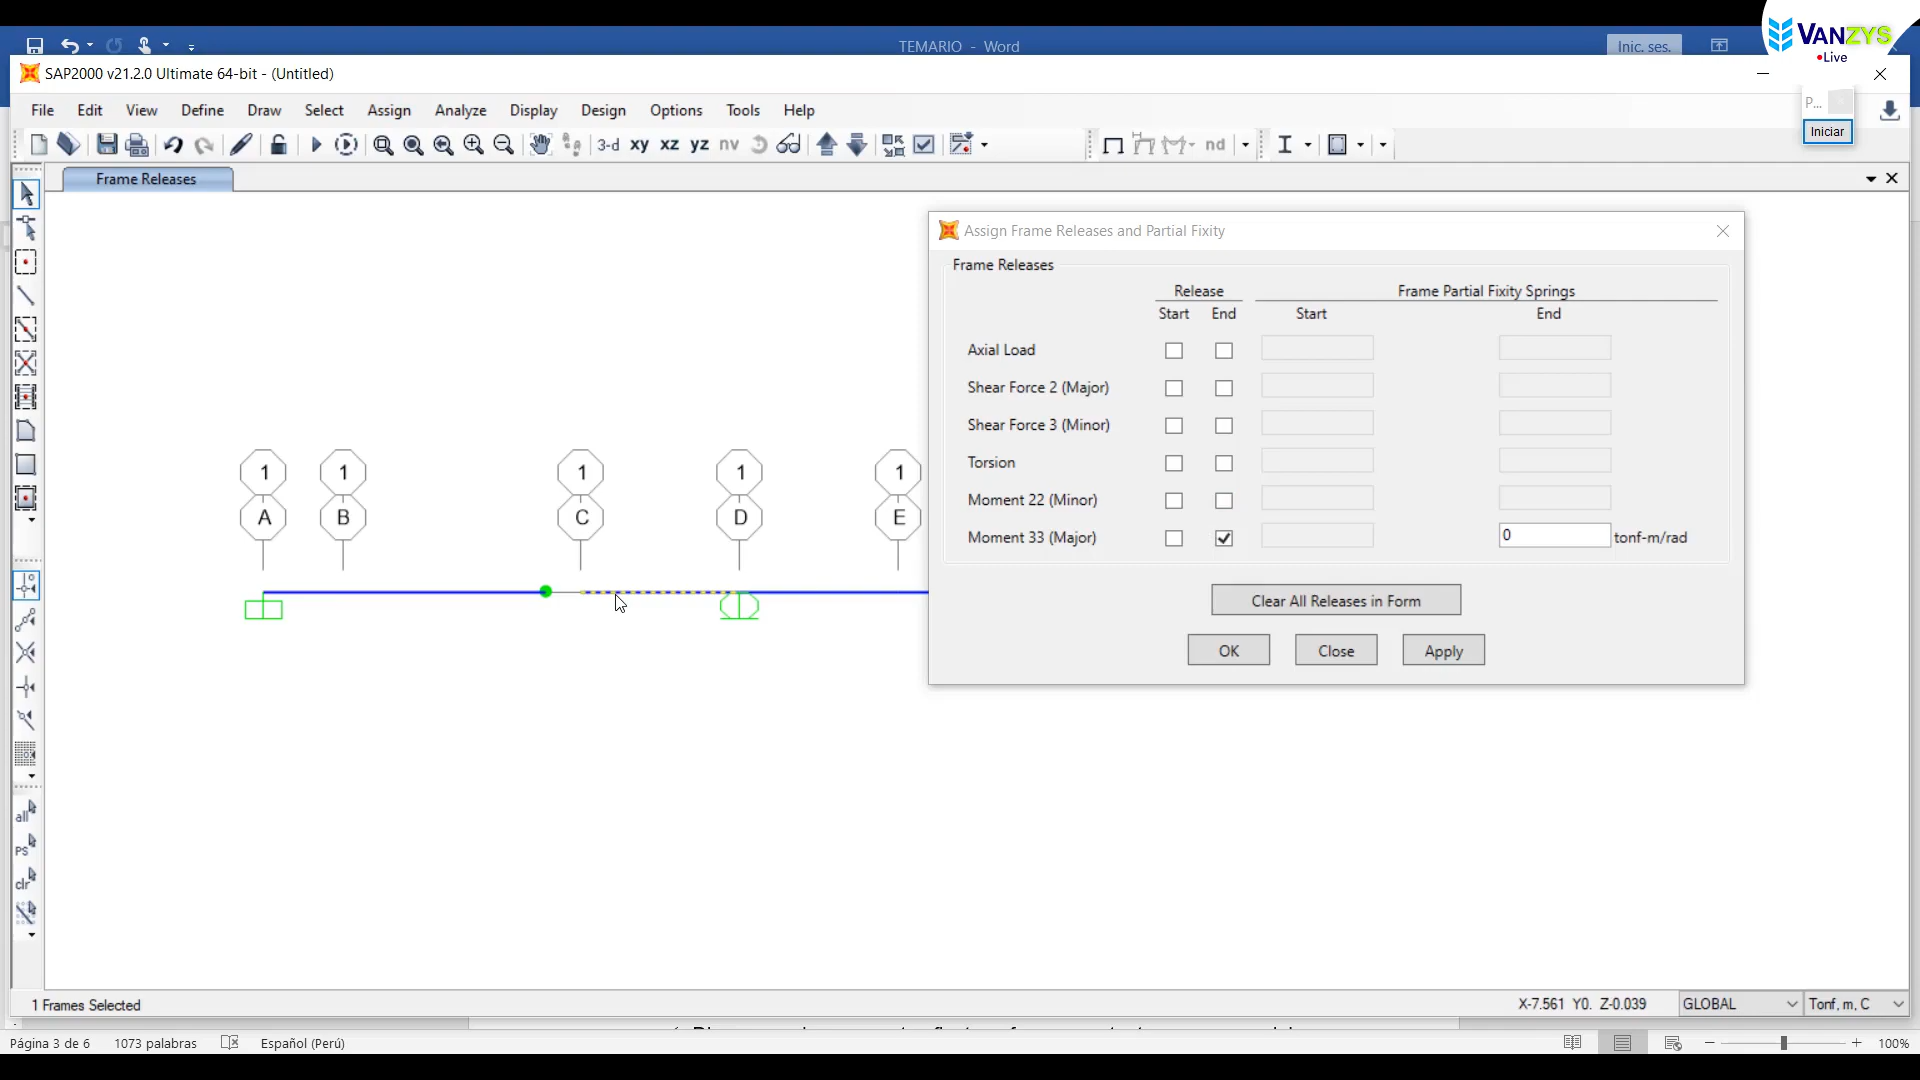 TEMARIO - Word
Inic. ses.
VANZYS
Live
SAP2000 v21.2.0 Ultimate 64-bit - (Untitled)
P...
File Edit View Define Draw Select Assign Analyze Display Design Options Tools Help
Iniciar
3-d xy xz yz nv nd
Frame Releases
Assign Frame Releases and Partial Fixity
Frame Releases
Release Frame Partial Fixity Springs
Start End Start End
Axial Load
Shear Force 2 (Major)
Shear Force 3 (Minor)
Torsion
Moment 22 (Minor)
Moment 33 (Major) 0 tonf-m/rad
Clear All Releases in Form
OK Close Apply
1 1 1 1 1
A B C D E
all
PS
clr
1 Frames Selected
X-7.561 Y0. Z-0.039
GLOBAL
Tonf, m, C
Página 3 de 6 1073 palabras Español (Perú)
100%